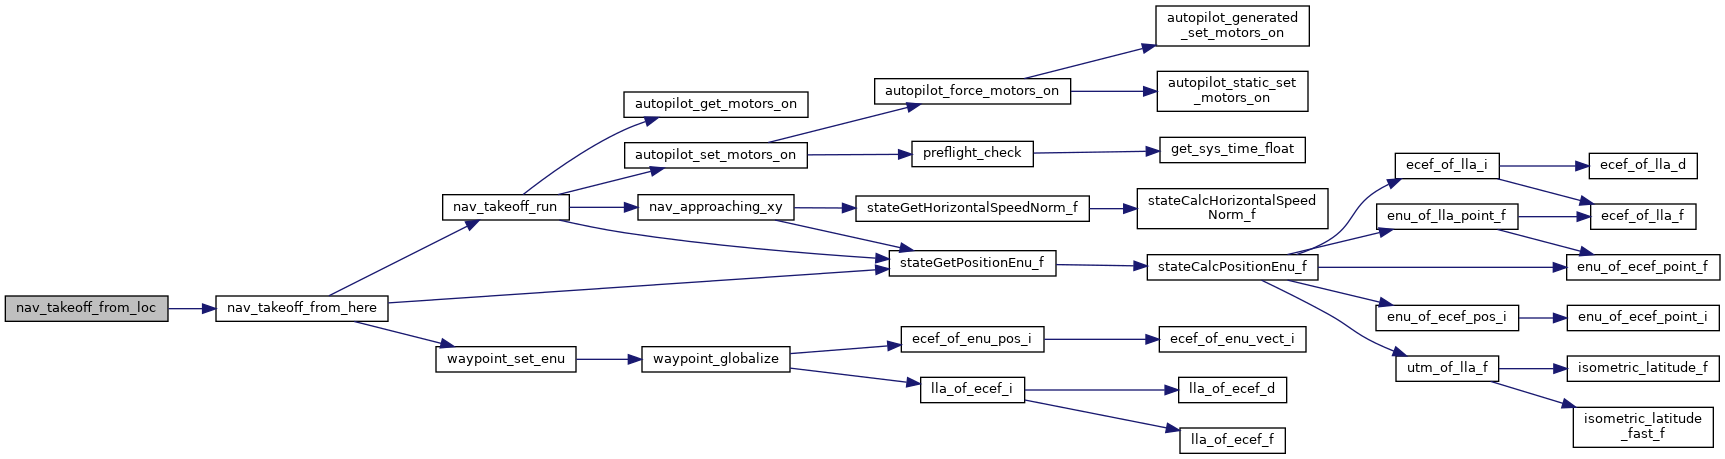 nav_takeoff_from_loc
nav_takeoff_from_here
nav_takeoff_run
waypoint_set_enu
autopilot_get_motors_on
autopilot_set_motors_on
nav_approaching_xy
waypoint_globalize
autopilot_force_motors_on
preflight_check
stateGetHorizontalSpeedNorm_f
stateGetPositionEnu_f
ecef_of_enu_pos_i
lla_of_ecef_i
autopilot_generated
_set_motors_on
autopilot_static_set
_motors_on
get_sys_time_float
stateCalcHorizontalSpeed
Norm_f
stateCalcPositionEnu_f
ecef_of_enu_vect_i
lla_of_ecef_d
lla_of_ecef_f
ecef_of_lla_i
enu_of_lla_point_f
enu_of_ecef_pos_i
utm_of_lla_f
ecef_of_lla_d
ecef_of_lla_f
enu_of_ecef_point_f
enu_of_ecef_point_i
isometric_latitude_f
isometric_latitude
_fast_f